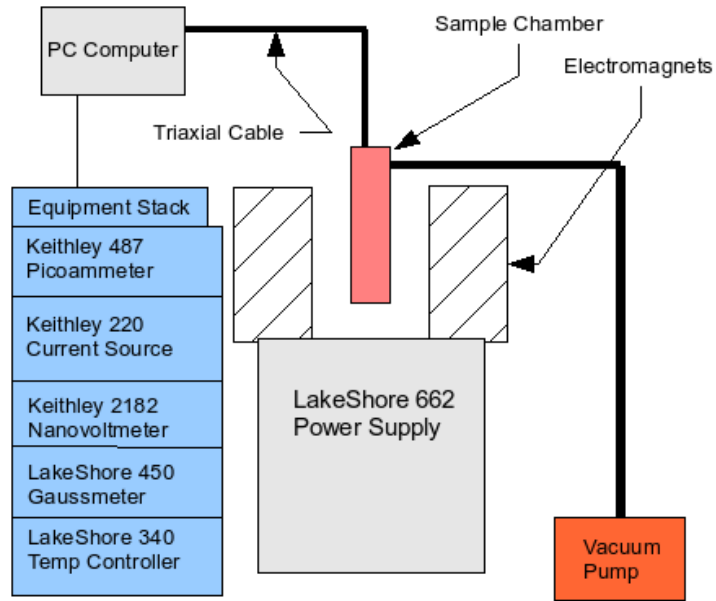 PC Computer
Sample Chamber
Electromagnets
Triaxial Cable
Equipment Stack
Keithley 487
Picoammeter
Keithley 220
Current Source
Keithley 2182
Nanovoltmeter
LakeShore 450
Gaussmeter
LakeShore 340
Temp Controller
LakeShore 662
Power Supply
Vacuum
Pump